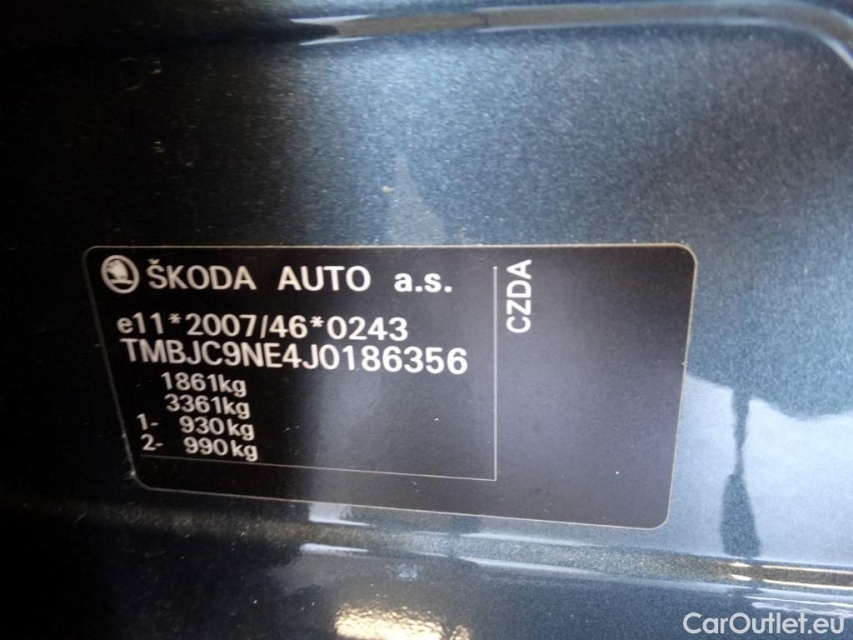 ŠKODA AUTO a.s.
e11*2007/46*0243
TMBJC9NE4J0186356
1861kg
3361kg
1- 930kg
2- 990kg
CZDA
CarOutlet.eu